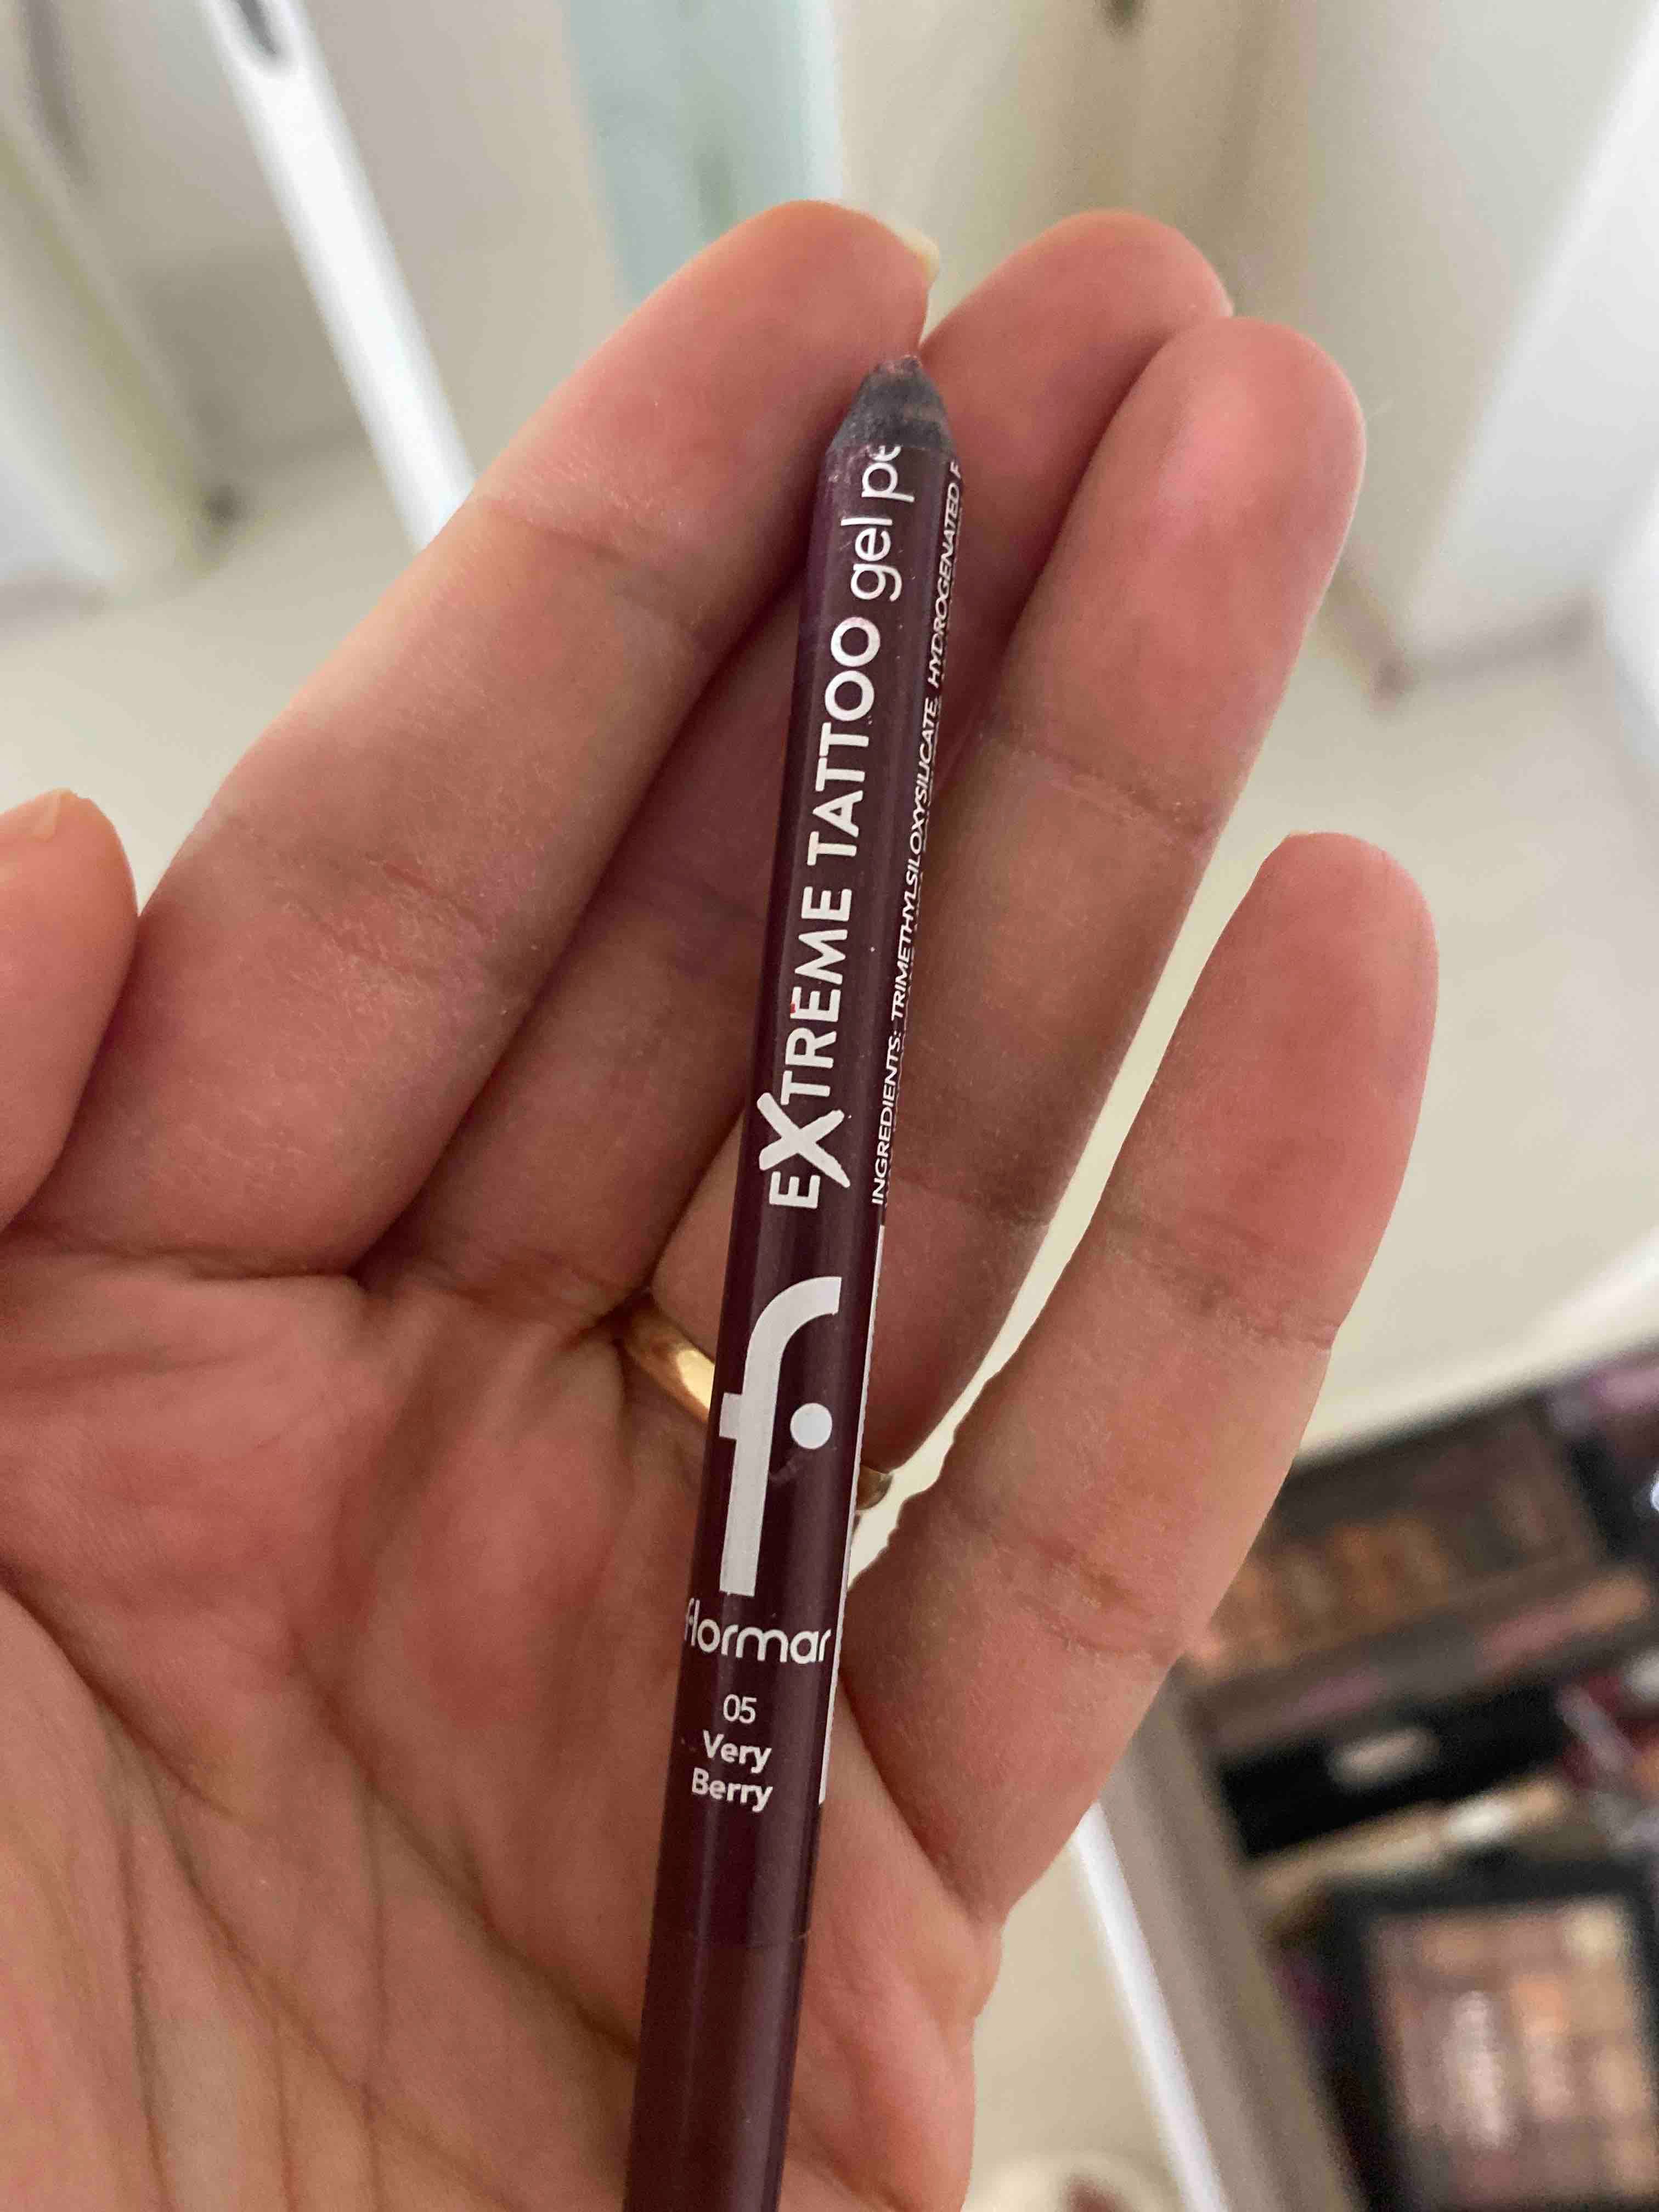 EXTREME TATTOO gel pe
INGREDIENTS: TRIMETHYLSILOXYSILICATE, HYDROGENATED
f.
flormar
05
Very
Berry